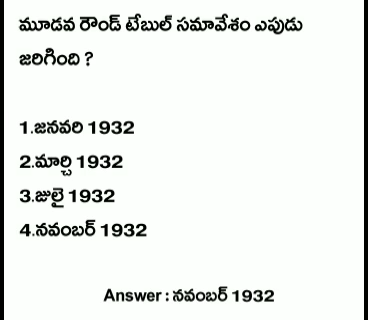 మూడవ రౌండ్ టేబుల్ సమావేశం ఎపుడు
జరిగింది ?
1.జనవరి 1932
2.మార్చి 1932
3.జులై 1932
4.నవంబర్ 1932
Answer : నవంబర్ 1932